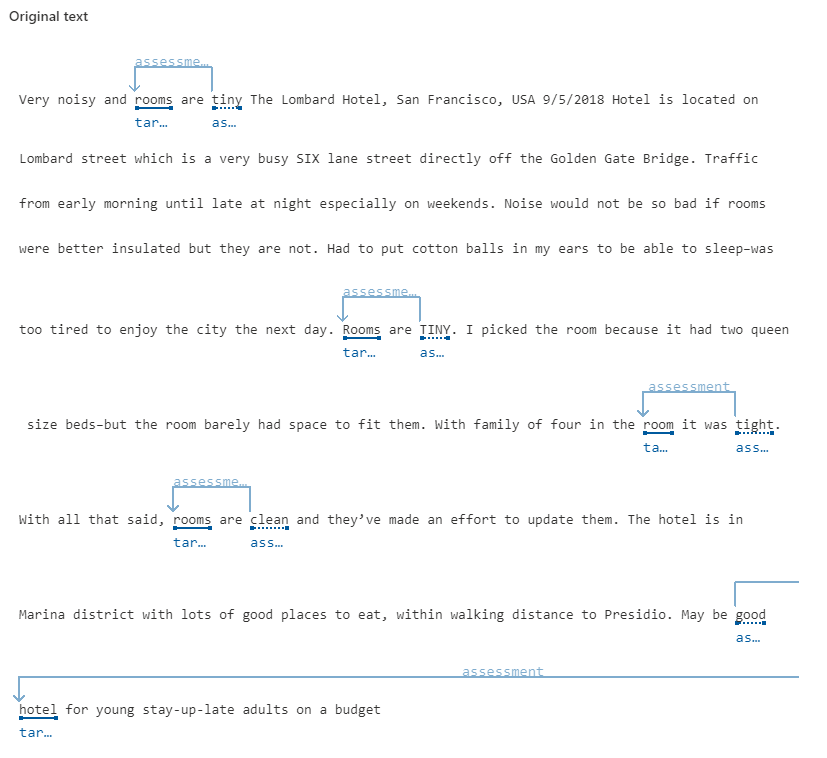 Original text
assessme...
Very noisy and rooms are tiny The Lombard Hotel, San Francisco, USA 9/5/2018 Hotel is located on
tar... as...
Lombard street which is a very busy SIX lane street directly off the Golden Gate Bridge. Traffic
from early morning until late at night especially on weekends. Noise would not be so bad if rooms
were better insulated but they are not. Had to put cotton balls in my ears to be able to sleep–was
assessme...
too tired to enjoy the city the next day. Rooms are TINY. I picked the room because it had two queen
tar... as...
assessment
size beds–but the room barely had space to fit them. With family of four in the room it was tight.
ta... ass...
assessme...
With all that said, rooms are clean and they’ve made an effort to update them. The hotel is in
tar... ass...
Marina district with lots of good places to eat, within walking distance to Presidio. May be good
as...
assessment
hotel for young stay-up-late adults on a budget
tar...